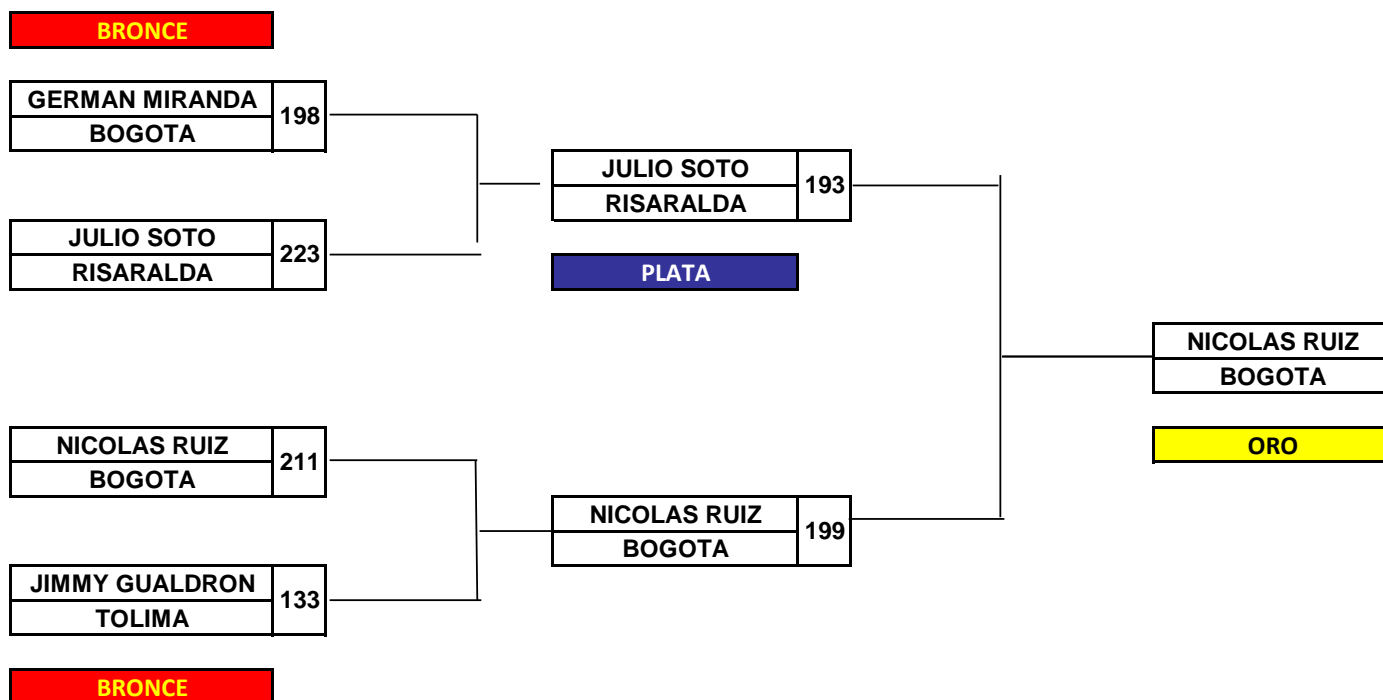 BRONCE
GERMAN MIRANDA
198
BOGOTA
JULIO SOTO
223
RISARALDA
JULIO SOTO
193
RISARALDA
PLATA
NICOLAS RUIZ
211
BOGOTA
JIMMY GUALDRON
133
TOLIMA
BRONCE
NICOLAS RUIZ
199
BOGOTA
NICOLAS RUIZ
BOGOTA
ORO